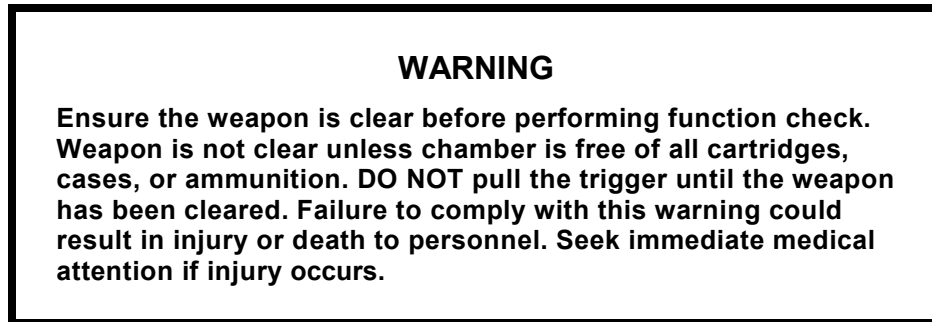 WARNING
Ensure the weapon is clear before performing function check.
Weapon is not clear unless chamber is free of all cartridges,
cases, or ammunition. DO NOT pull the trigger until the weapon
has been cleared. Failure to comply with this warning could
result in injury or death to personnel. Seek immediate medical
attention if injury occurs.